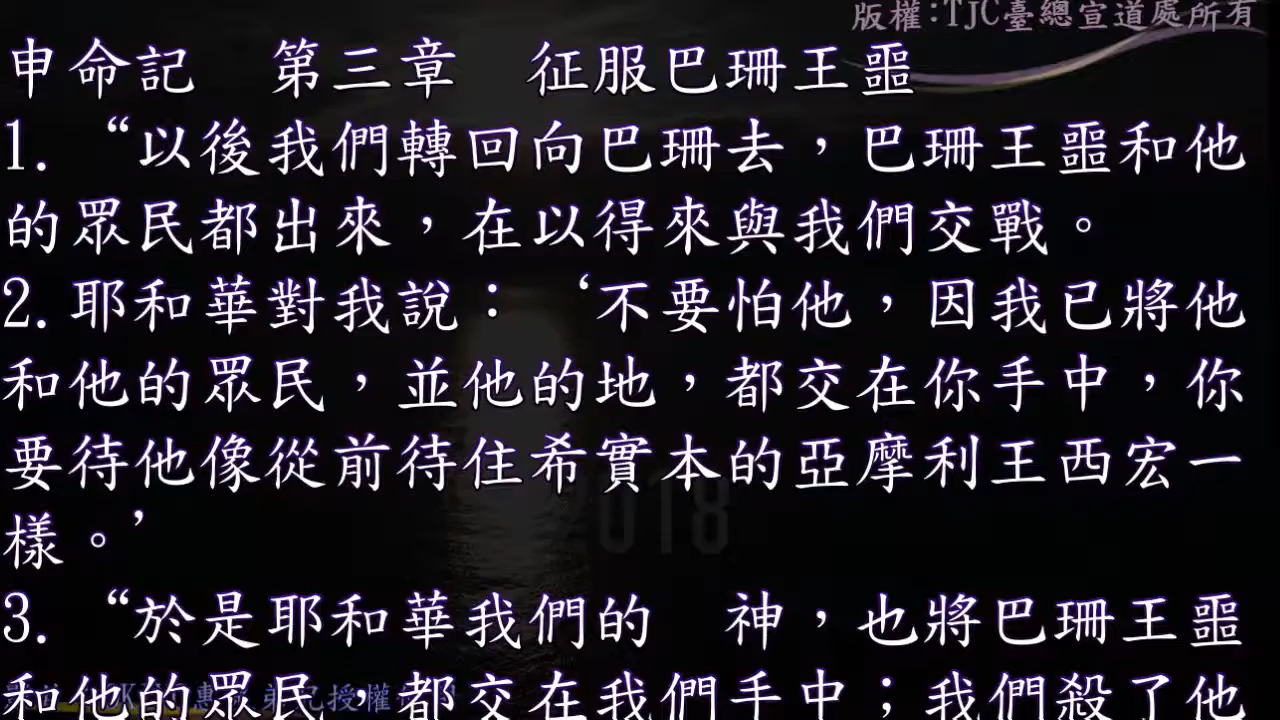 版權:TJC臺總宣道處所有
申命記　第三章　征服巴珊王噩
1. “以後我們轉回向巴珊去，巴珊王噩和他
的眾民都出來，在以得來與我們交戰。
2. 耶和華對我說：‘不要怕他，因我已將他
和他的眾民，並他的地，都交在你手中，你
要待他像從前待住希實本的亞摩利王西宏一
樣。’
2018
3. “於是耶和華我們的　神，也將巴珊王噩
和他的眾民，都交在我們手中；我們殺了他